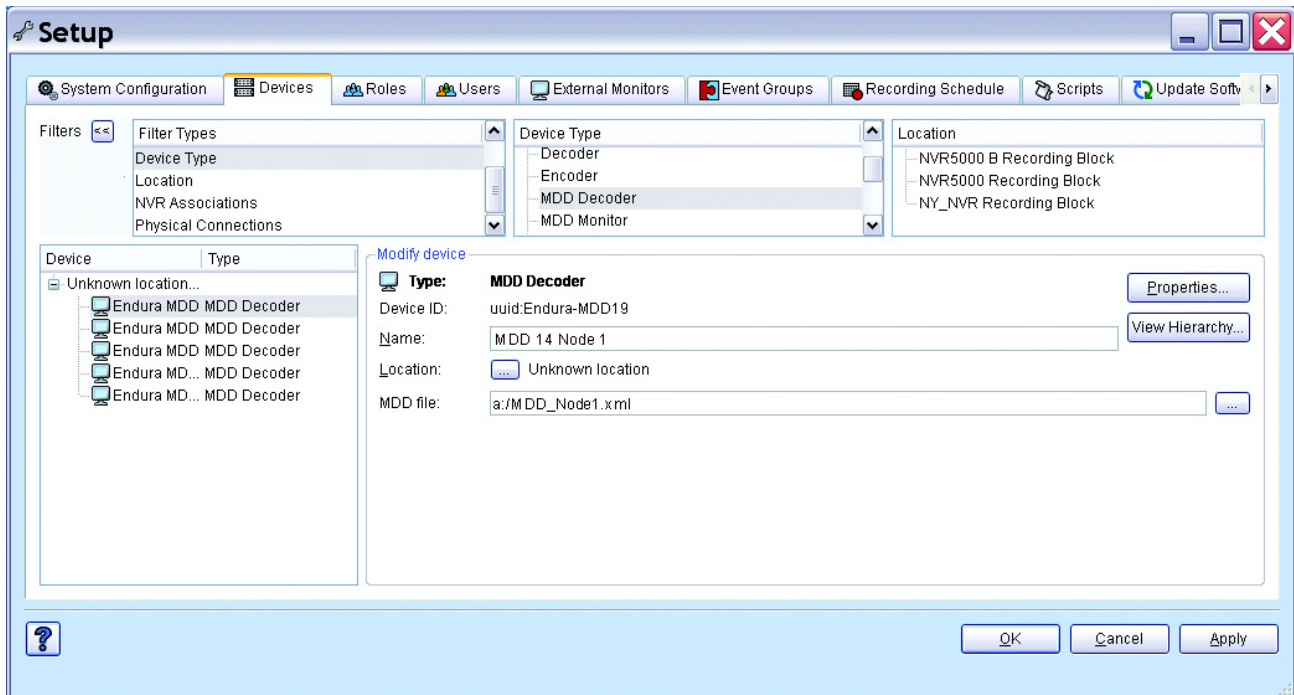 Setup
System Configuration Devices Roles Users External Monitors Event Groups Recording Schedule Scripts Update Softv
Filters <<
Filter Types
Device Type
Location
NVR Associations
Physical Connections
Device Type
Decoder
Encoder
MDD Decoder
MDD Monitor
Location
NVR5000 B Recording Block
NVR5000 Recording Block
NY_NVR Recording Block
Device Type
Unknown location...
Endura MDD MDD Decoder
Endura MDD MDD Decoder
Endura MDD MDD Decoder
Endura MD... MDD Decoder
Endura MD... MDD Decoder
Modify device
Type: MDD Decoder
Device ID: uuid:Endura-MDD19
Name: MDD 14 Node 1
Location: ... Unknown location
MDD file: a:/MDD_Node1.xml ...
Properties...
View Hierarchy...
?
OK Cancel Apply